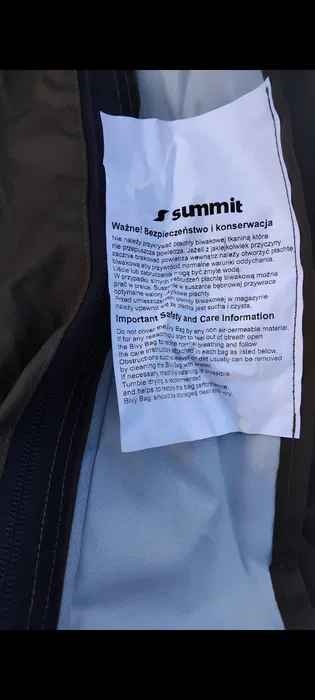 summit
Ważne! Bezpieczeństwo i konserwacja
Nie należy przykrywać płachty biwakowej tkaniną która
nie przepuszcza powietrza. Jeżeli z jakiejkolwiek przyczyny
zacznie brakować powietrza wewnątrz należy otworzyć płachtę
biwakową aby przywrócić normalne warunki oddychania.
Liście lub zabrudzenia mogą być zmyte wodą.
W przypadku silnych zabrudzeń płachtę biwakową można
prać w pralce. Suszenie w suszarce bębnowej przywraca
optymalne walory płachty.
Przed umieszczeniem płachty biwakowej w magazynie
należy upewnić się że płachta jest sucha i czysta.
Important Safety and Care Information
Do not cover the Bivy Bag by any non air-permeable material.
If for any reason you start to feel out of breath open
the Bivy Bag to restore normal breathing and follow
the care instruction attached in each bag as listed below.
Obstructions such as leaves or dirt usually can be removed
by cleaning the Bivy Bag with water.
If necessary machine washing is possible.
Tumble drying is recommended
and helps to restore the bag performance.
Bivy Bag should be storaged clean and dry.